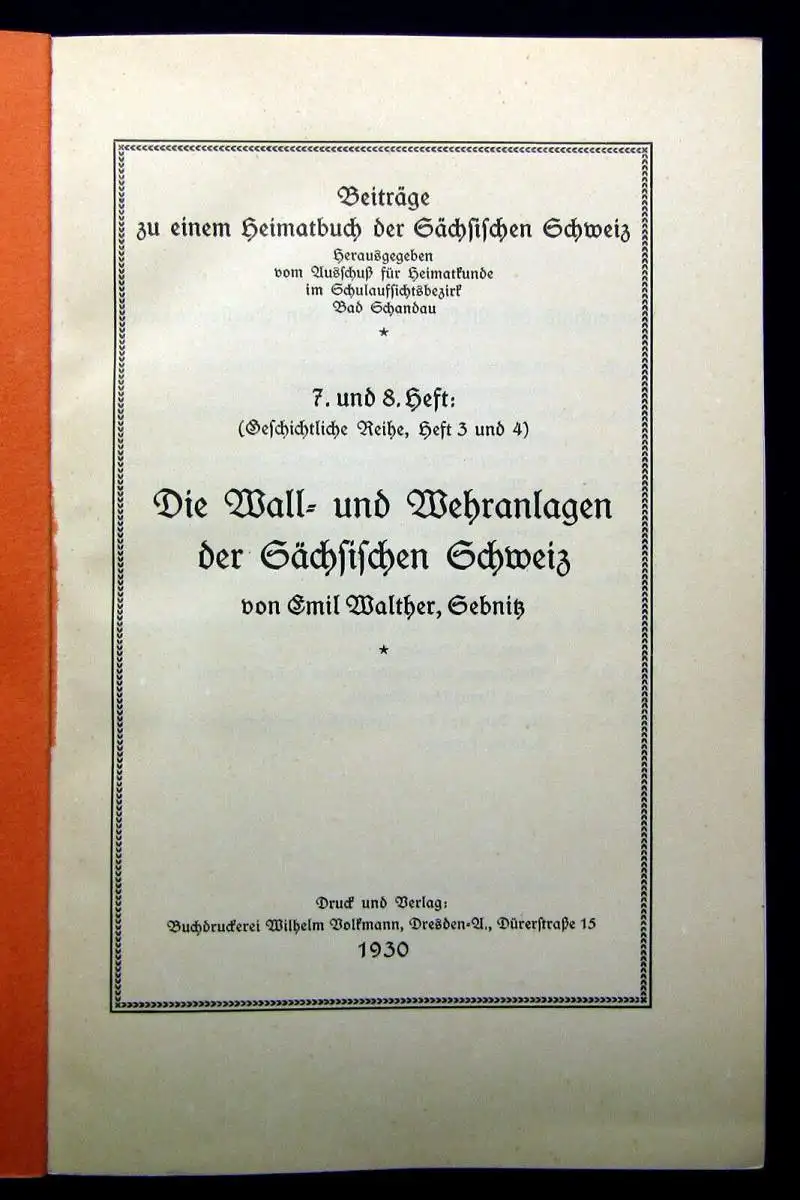 Beiträge
zu einem Heimatbuch der Sächsischen Schweiz
Herausgegeben
vom Ausschuß für Heimatkunde
im Schulaufsichtsbezirk
Bad Schandau
*
7. und 8. Heft:
(Geschichtliche Reihe, Heft 3 und 4)
Die Wall- und Wehranlagen
der Sächsischen Schweiz
von Emil Walther, Sebnitz
*
Druck und Verlag:
Buchdruckerei Wilhelm Volkmann, Dresden-A., Dürerstraße 15
1930